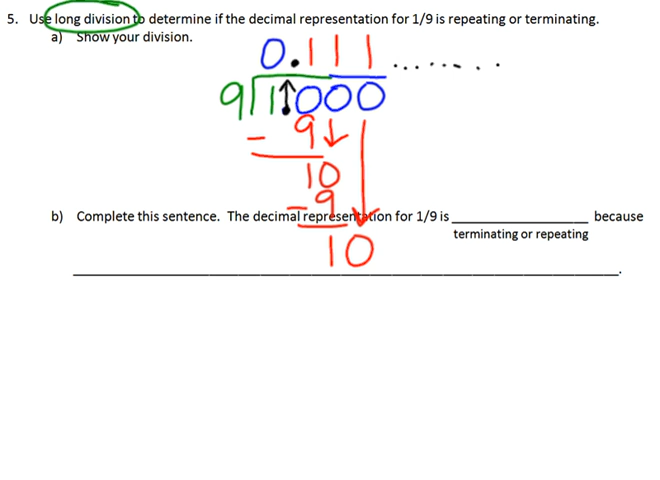 5. Use long division to determine if the decimal representation for 1/9 is repeating or terminating.
a) Show your division.
0.111.......
9 1.000
- 9
10
- 9
10
b) Complete this sentence. The decimal representation for 1/9 is ____________________ because
terminating or repeating
______________________________________________.